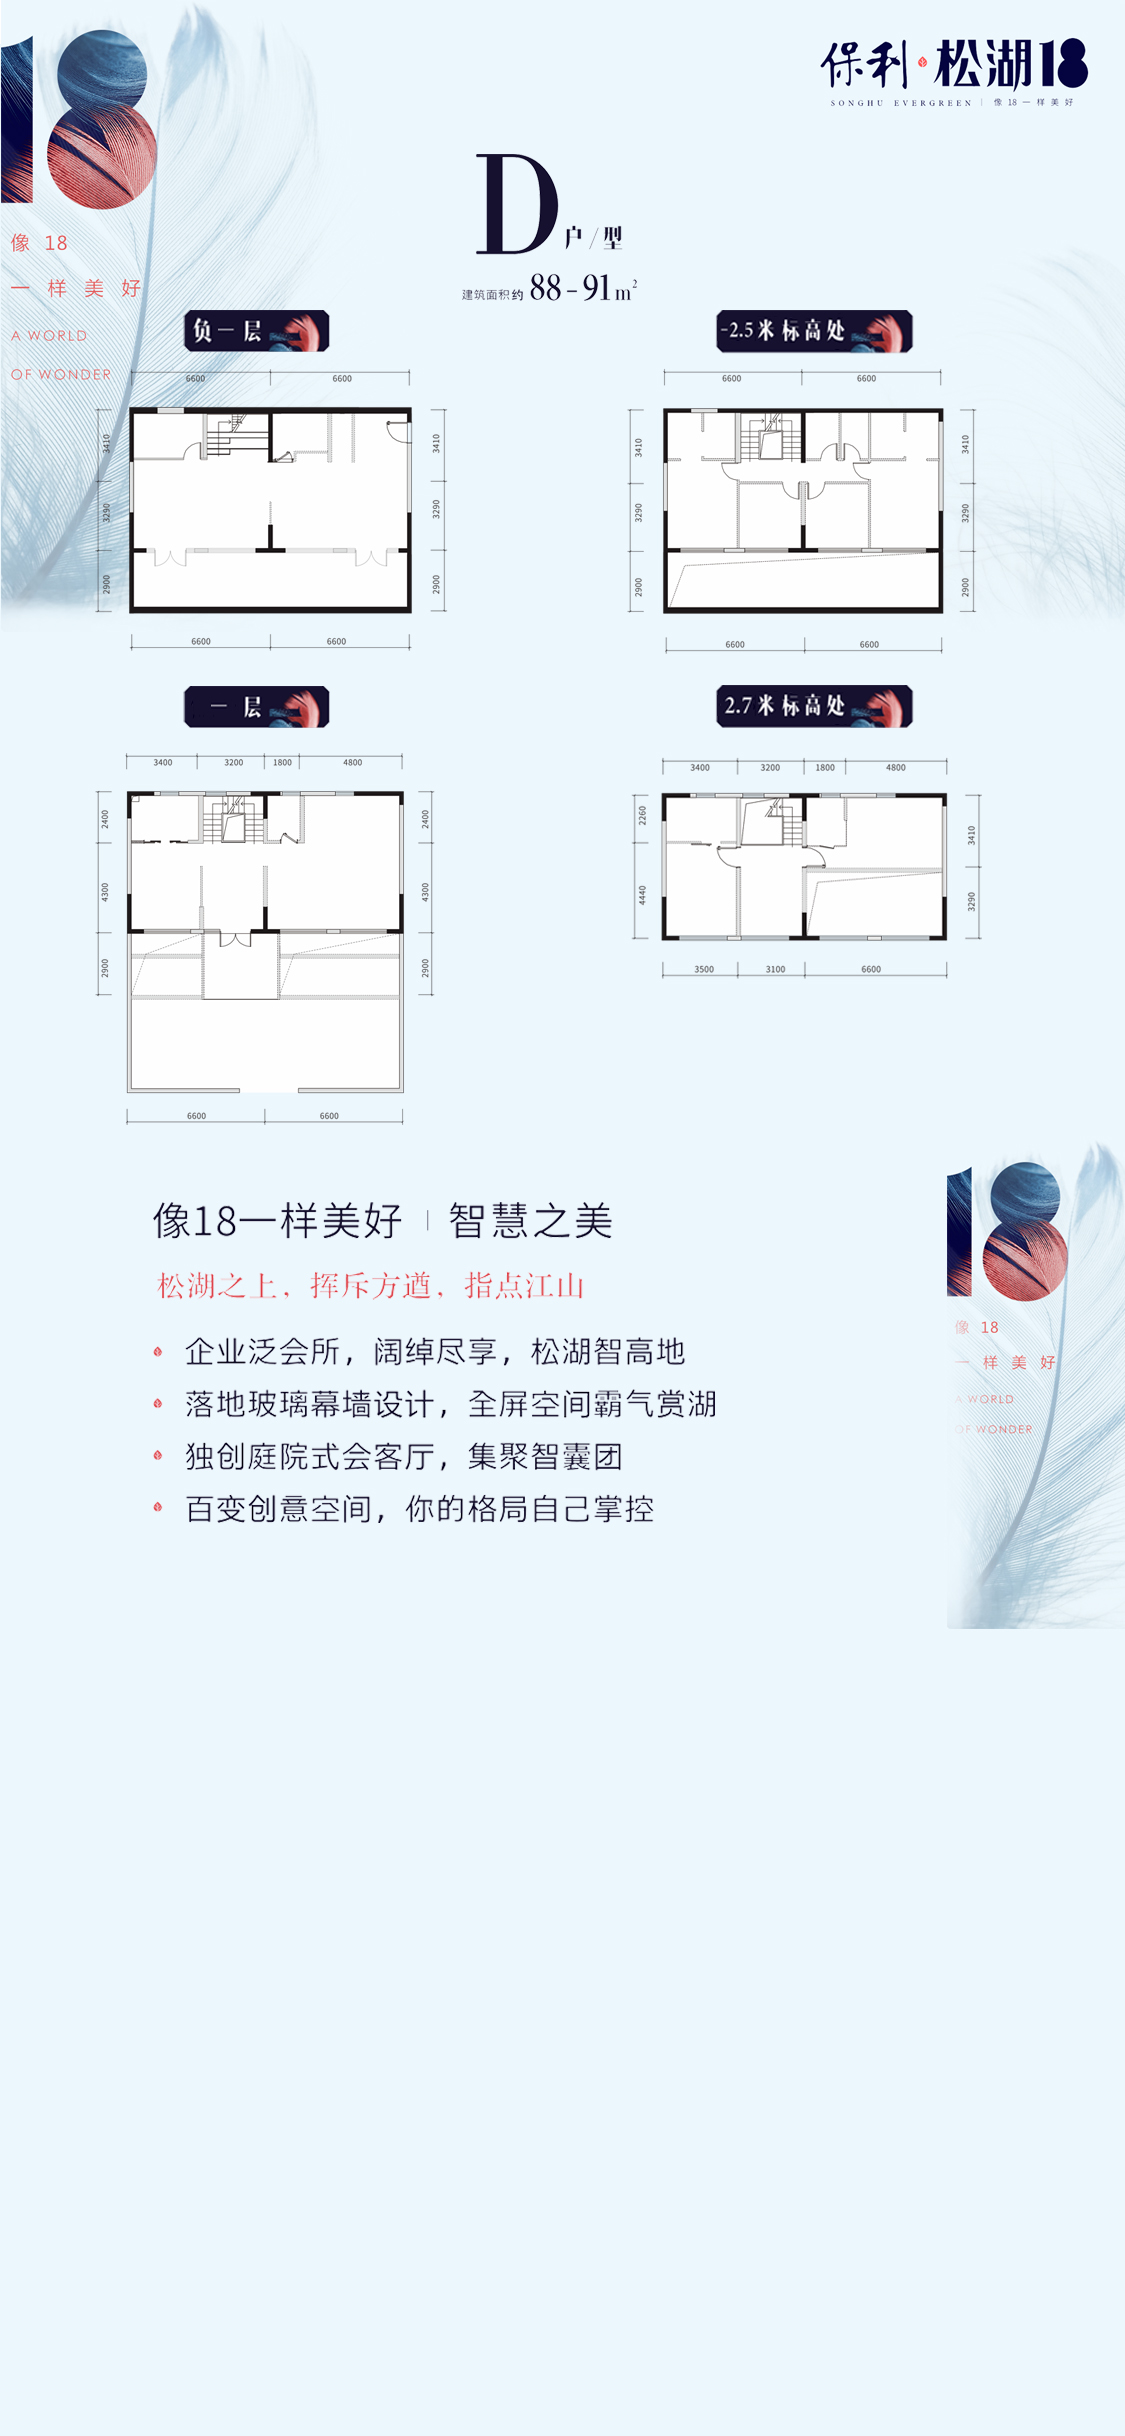 18
像 18
一样美好
A WORLD
OF WONDER
保利·松湖18
SONGHU EVERGREEN | 像18一样美好
D户/型
建筑面积约 88-91m²
负一层
6600 6600
3410 3290 2900
3410 3290 2900
6600 6600
-2.5米标高处
6600 6600
3410 3290 2900
3410 3290 2900
6600 6600
一层
3400 3200 1800 4800
2400 4300 2900
2400 4300 2900
6600 6600
2.7米标高处
3400 3200 1800 4800
2260 4440
3410 3290
3500 3100 6600
像18一样美好 | 智慧之美
松湖之上，挥斥方遒，指点江山
企业泛会所，阔绰尽享，松湖智高地
落地玻璃幕墙设计，全屏空间霸气赏湖
独创庭院式会客厅，集聚智囊团
百变创意空间，你的格局自己掌控
18
像 18
一样美好
A WORLD
OF WONDER